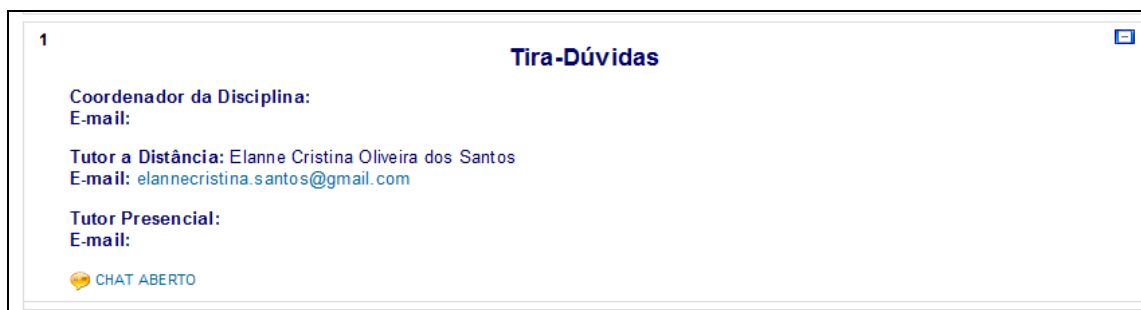 1
Tira-Dúvidas
Coordenador da Disciplina:
E-mail:
Tutor a Distância: Elanne Cristina Oliveira dos Santos
E-mail: elannecristina.santos@gmail.com
Tutor Presencial:
E-mail:
CHAT ABERTO